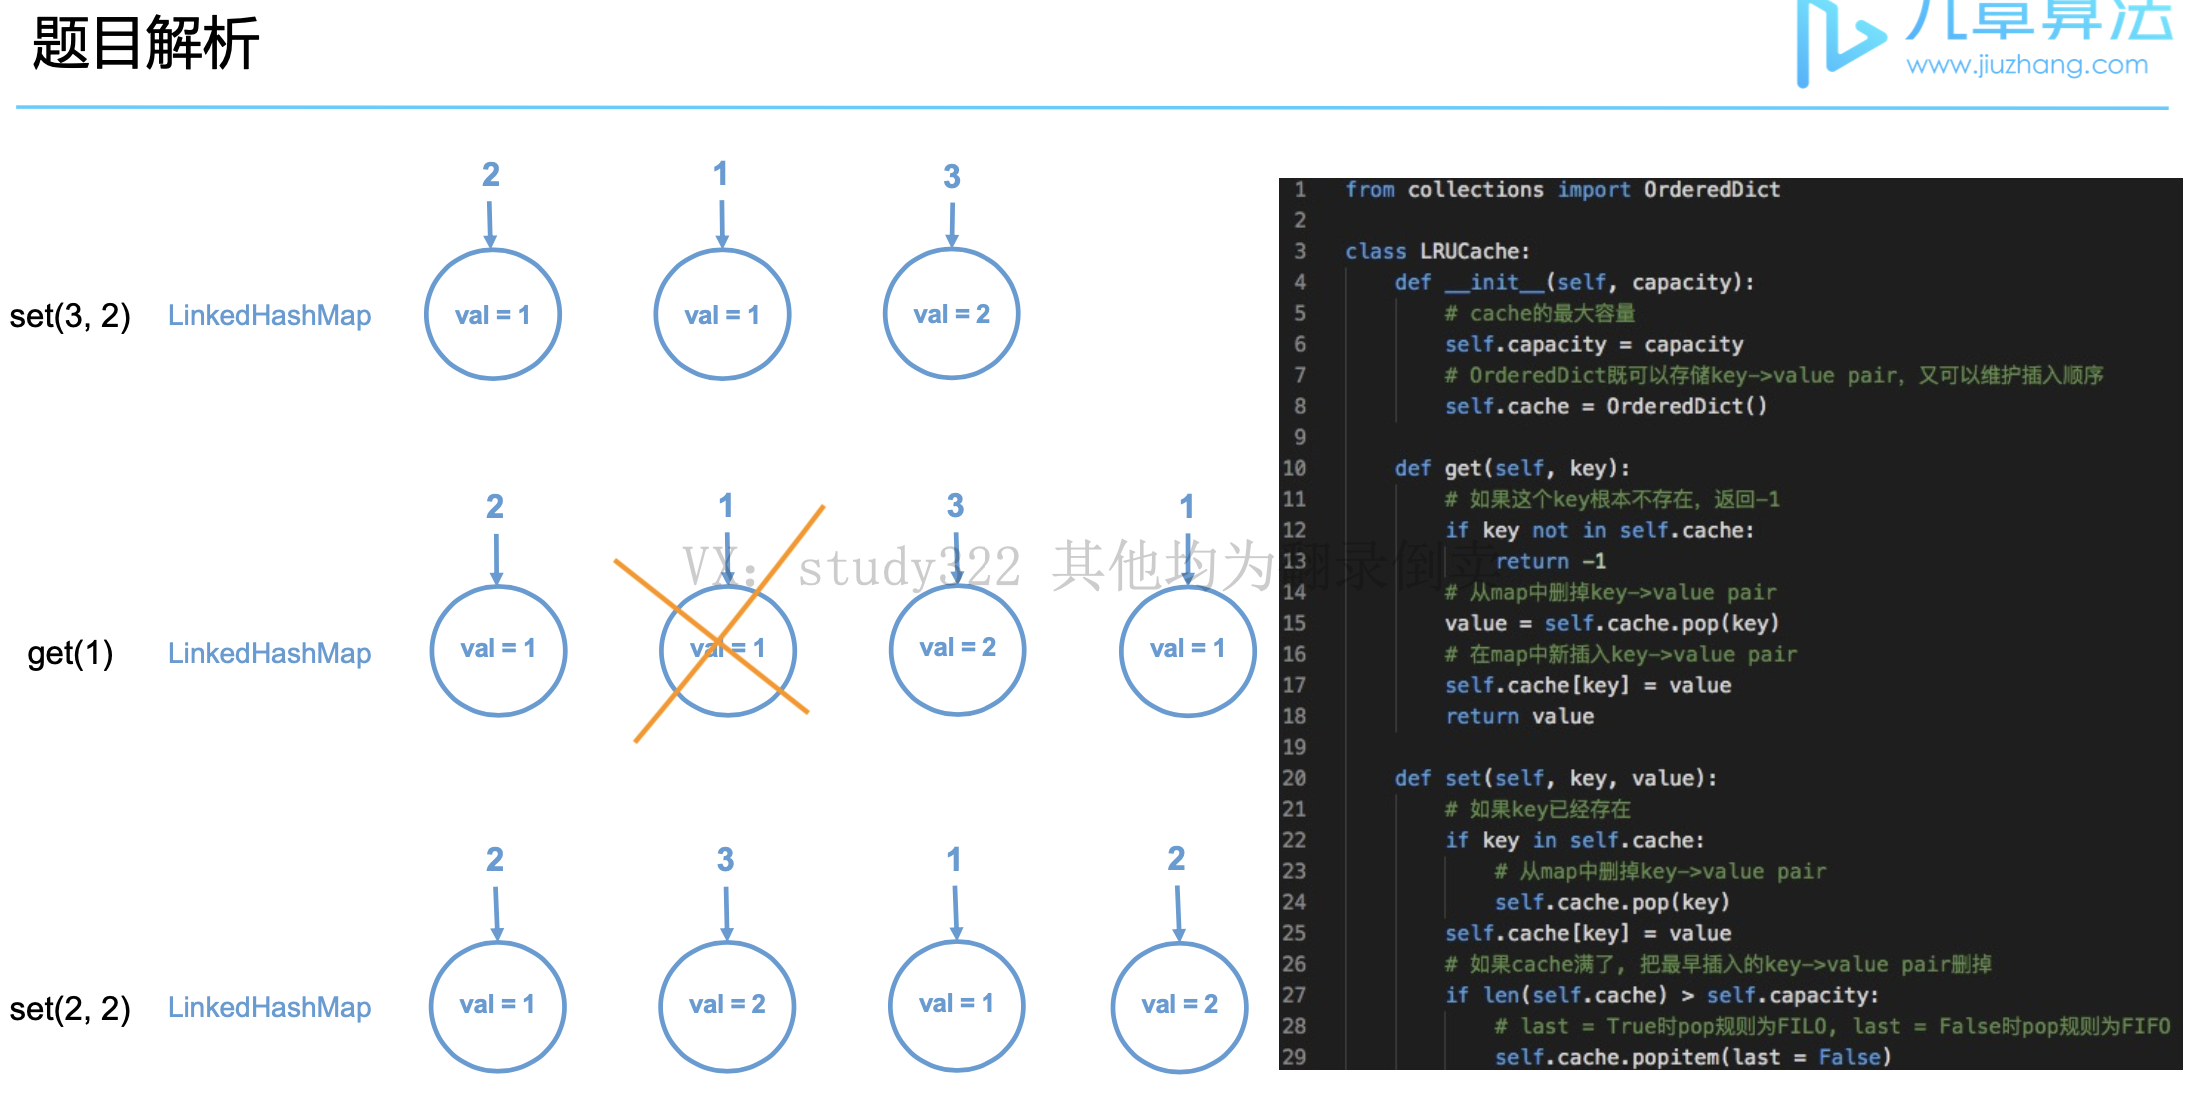 题目解析
九章算法
www.jiuzhang.com
2 1 3
set(3, 2) LinkedHashMap val = 1 val = 1 val = 2
2 1 3 1
get(1) LinkedHashMap val = 1 val = 1 val = 2 val = 1
2 3 1 2
set(2, 2) LinkedHashMap val = 1 val = 2 val = 1 val = 2
VX: study322 其他均为翻录倒卖
1 from collections import OrderedDict
2
3 class LRUCache:
4 def __init__(self, capacity):
5 # cache的最大容量
6 self.capacity = capacity
7 # OrderedDict既可以存储key->value pair, 又可以维护插入顺序
8 self.cache = OrderedDict()
9
10 def get(self, key):
11 # 如果这个key根本不存在, 返回-1
12 if key not in self.cache:
13 return -1
14 # 从map中删掉key->value pair
15 value = self.cache.pop(key)
16 # 在map中新插入key->value pair
17 self.cache[key] = value
18 return value
19
20 def set(self, key, value):
21 # 如果key已经存在
22 if key in self.cache:
23 # 从map中删掉key->value pair
24 self.cache.pop(key)
25 self.cache[key] = value
26 # 如果cache满了, 把最早插入的key->value pair删掉
27 if len(self.cache) > self.capacity:
28 # last = True时pop规则为FILO, last = False时pop规则为FIFO
29 self.cache.popitem(last = False)